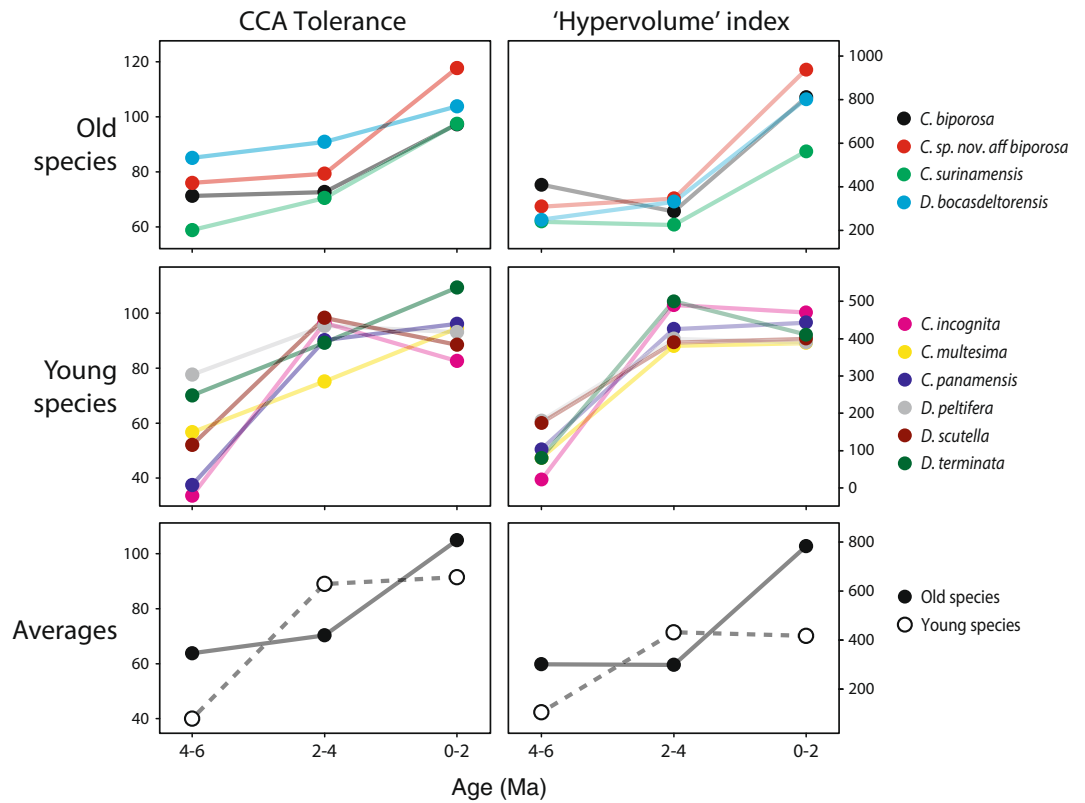 CCA Tolerance
'Hypervolume' index
Old species
120
100
80
60
1000
800
600
400
200
C. biporosa
C. sp. nov. aff biporosa
C. surinamensis
D. bocasdeltorensis
Young species
100
80
60
40
500
400
300
200
100
0
C. incognita
C. multesima
C. panamensis
D. peltifera
D. scutella
D. terminata
Averages
100
80
60
40
800
600
400
200
Old species
Young species
4-6
2-4
0-2
4-6
2-4
0-2
Age (Ma)